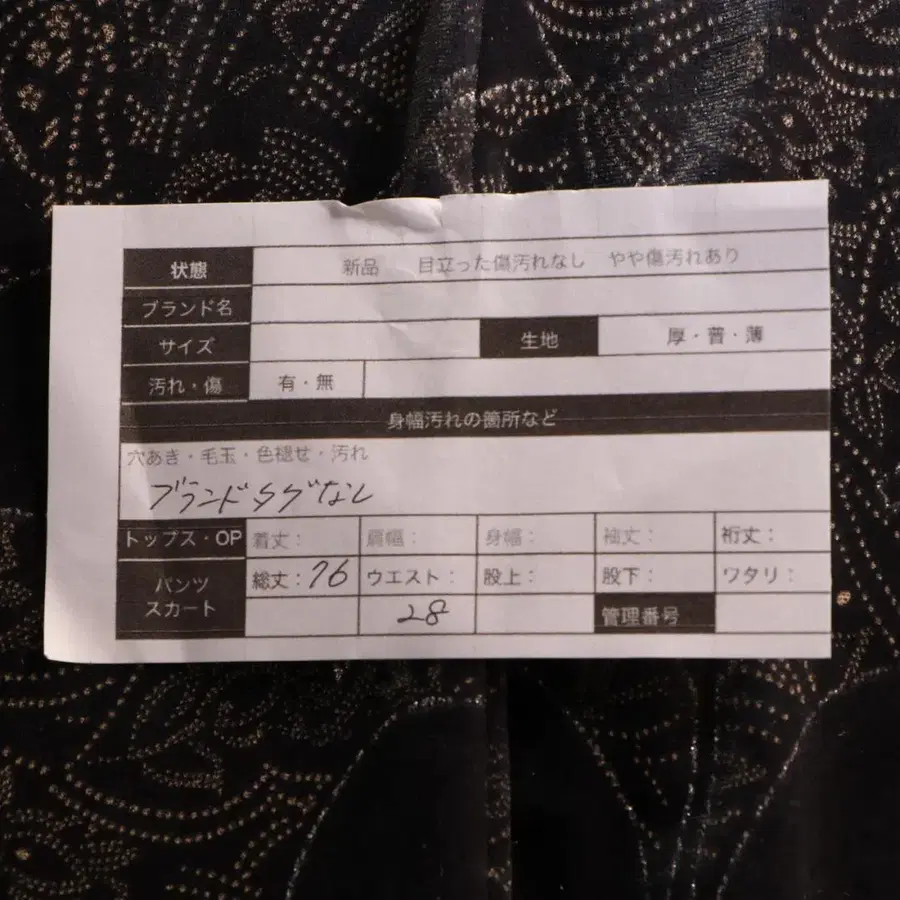 状態 新品 目立った傷汚れなし やや傷汚れあり
ブランド名
サイズ 生地 厚・普・薄
汚れ・傷 有・無
身幅汚れの箇所など
穴あき・毛玉・色褪せ・汚れ
ブランドタグなし
トップス・OP 着丈： 肩幅： 身幅： 袖丈： 裄丈：
パンツ スカート 総丈：76 ウエスト： 股上： 股下： ワタリ：
28 管理番号